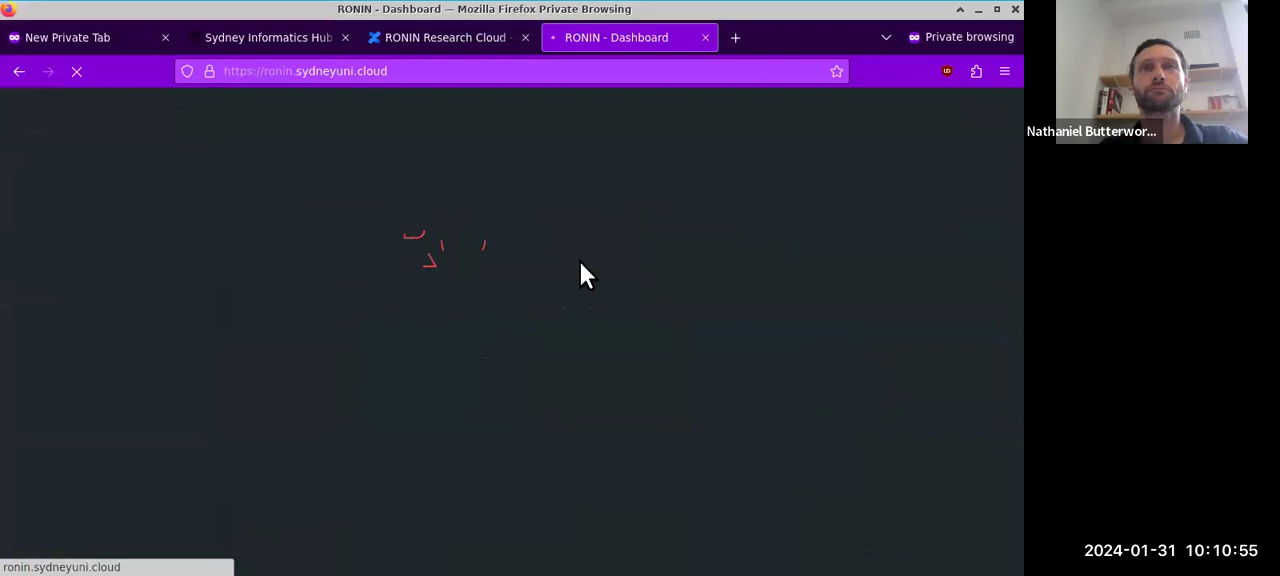 RONIN - Dashboard — Mozilla Firefox Private Browsing
New Private Tab
Sydney Informatics Hub
RONIN Research Cloud -
RONIN - Dashboard
Private browsing
https://ronin.sydneyuni.cloud
Nathaniel Butterwor...
2024-01-31 10:10:55
ronin.sydneyuni.cloud